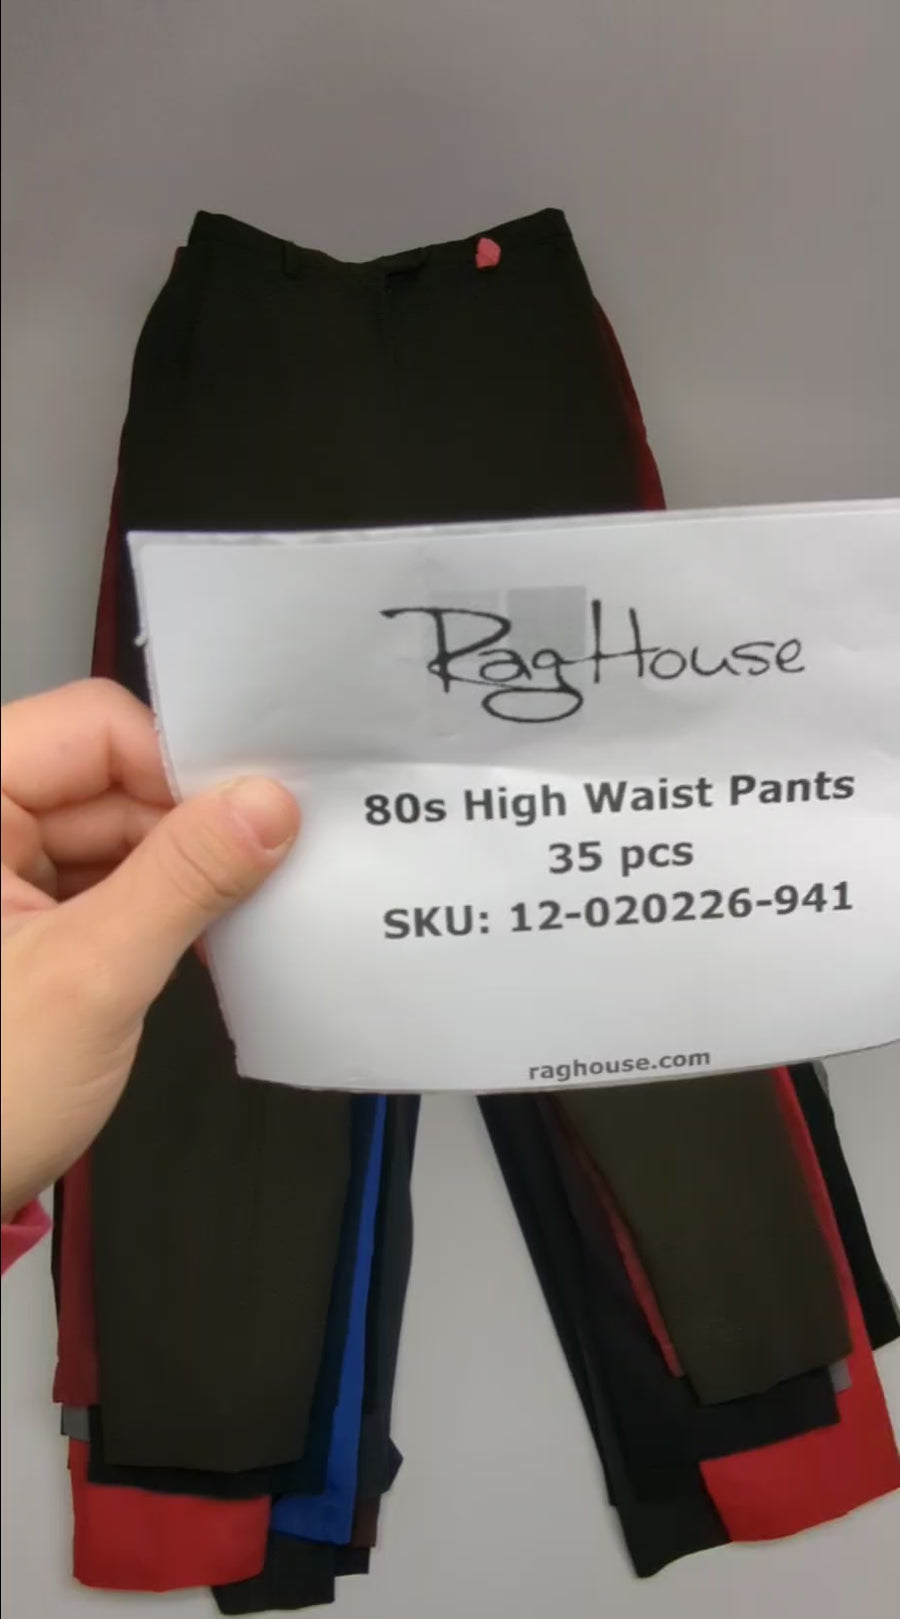 RagHouse
80s High Waist Pants
35 pcs
SKU: 12-020226-941
raghouse.com